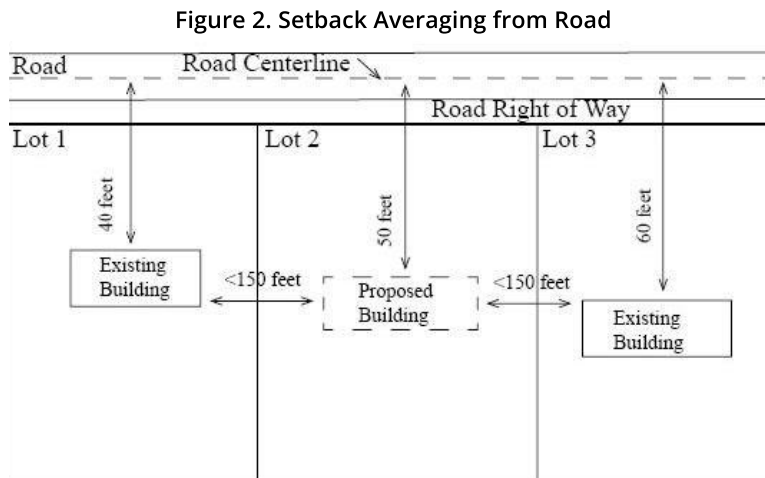 Figure 2. Setback Averaging from Road
Road
Road Centerline
Road Right of Way
Lot 1
Lot 2
Lot 3
40 feet
50 feet
60 feet
Existing
Building
<150 feet
Proposed
Building
<150 feet
Existing
Building